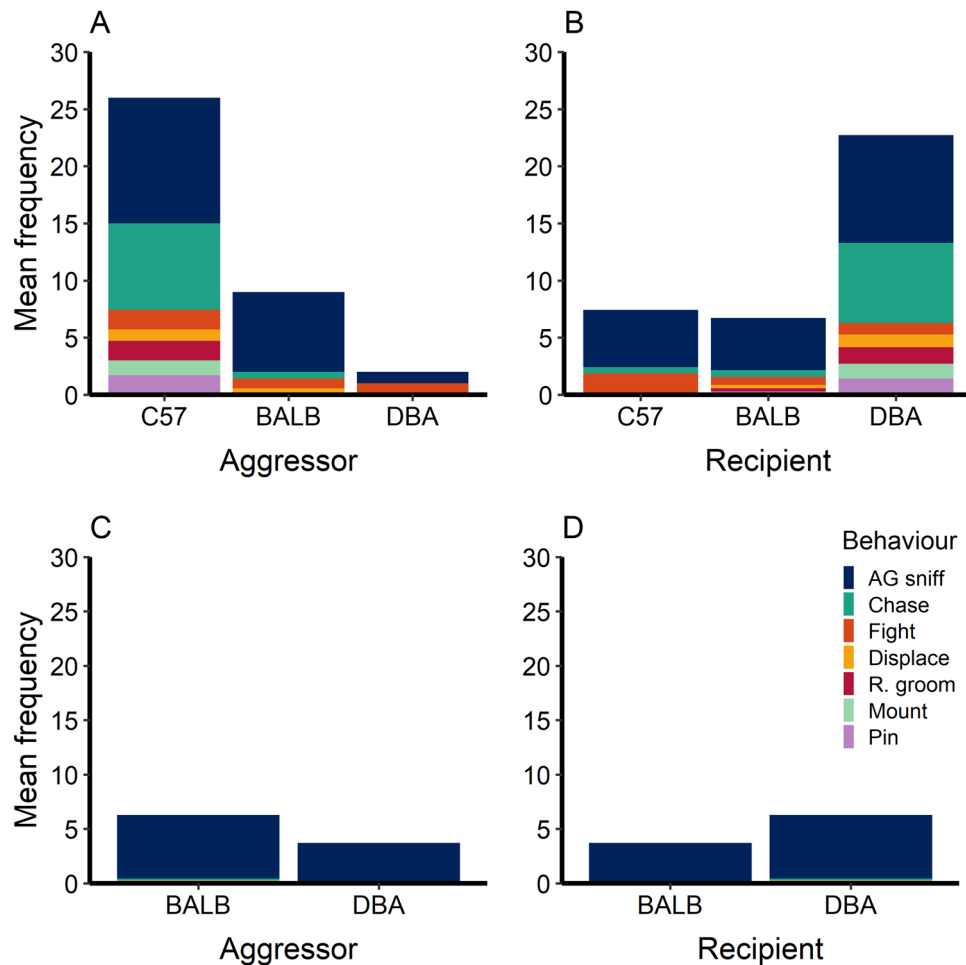 A
Mean frequency
30
25
20
15
10
5
0
C57 BALB DBA
Aggressor
B
30
25
20
15
10
5
0
C57 BALB DBA
Recipient
C
Mean frequency
30
25
20
15
10
5
0
BALB DBA
Aggressor
D
30
25
20
15
10
5
0
BALB DBA
Recipient
Behaviour
AG sniff
Chase
Fight
Displace
R. groom
Mount
Pin